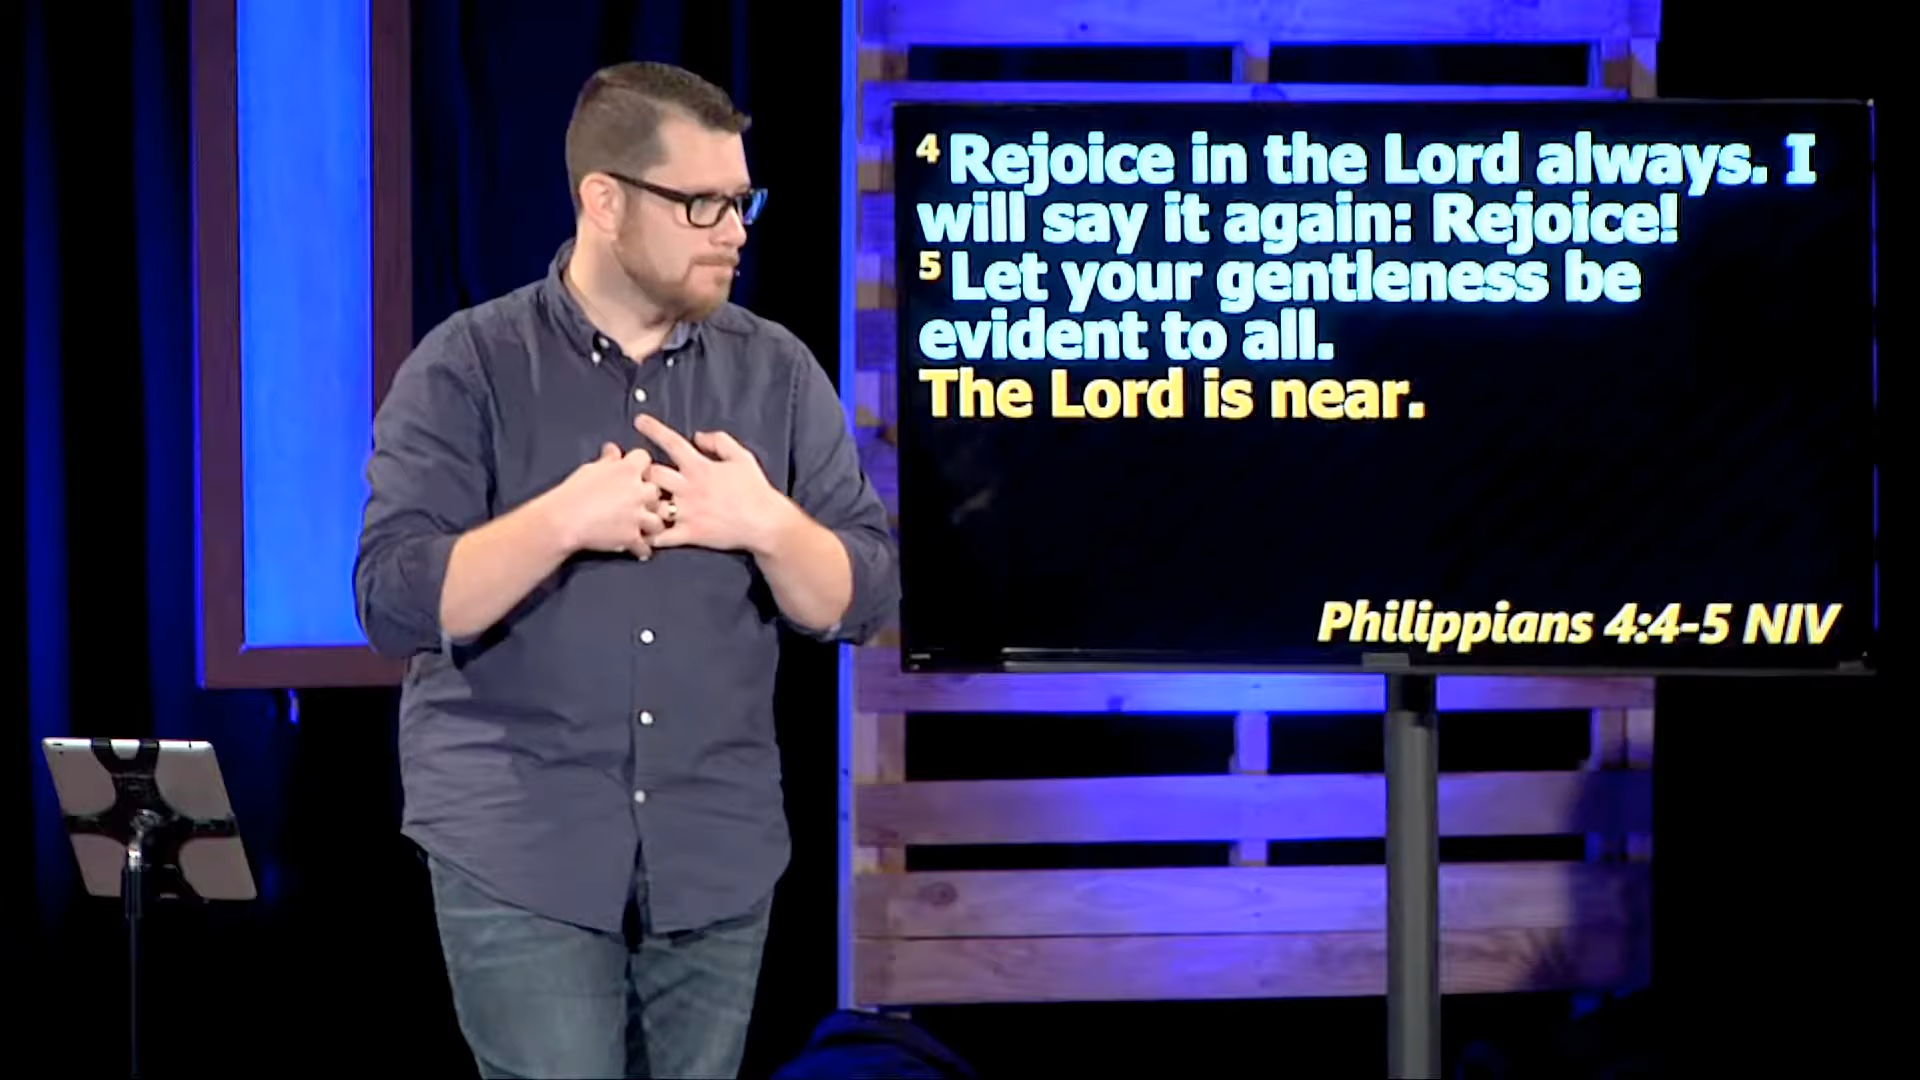 4 Rejoice in the Lord always. I
will say it again: Rejoice!
5 Let your gentleness be
evident to all.
The Lord is near.
Philippians 4:4-5 NIV